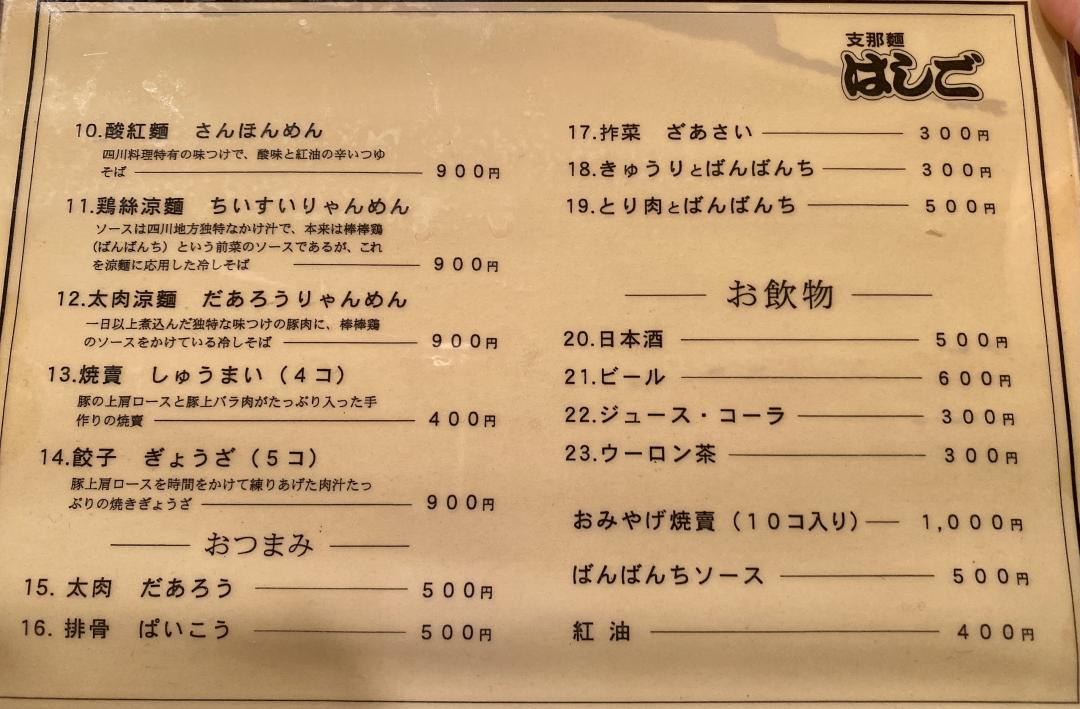 支那麵
はしご
10.酸紅麵　さんほんめん
四川料理特有の味つけで、酸味と紅油の辛いつゆ
そば 900円
11.鶏絲涼麵　ちいすいりゃんめん
ソースは四川地方独特なかけ汁で、本来は棒棒鶏
（ばんばんち）という前菜のソースであるが、これ
を涼麵に応用した冷しそば 900円
12.太肉涼麵　だあろうりゃんめん
一日以上煮込んだ独特な味つけの豚肉に、棒棒鶏
のソースをかけている冷しそば 900円
13.焼賣　しゅうまい（４コ）
豚の上肩ロースと豚上バラ肉がたっぷり入った手
作りの焼賣 400円
14.餃子　ぎょうざ（５コ）
豚上肩ロースを時間をかけて練りあげた肉汁たっ
ぷりの焼きぎょうざ 900円
おつまみ
15. 太肉　だあろう 500円
16. 排骨　ぱいこう 500円
17.拃菜　ざあさい 300円
18.きゅうりとばんばんち 300円
19.とり肉とばんばんち 500円
お飲物
20.日本酒 500円
21.ビール 600円
22.ジュース・コーラ 300円
23.ウーロン茶 300円
おみやげ焼賣（１０コ入り） 1,000円
ばんばんちソース 500円
紅 油 400円